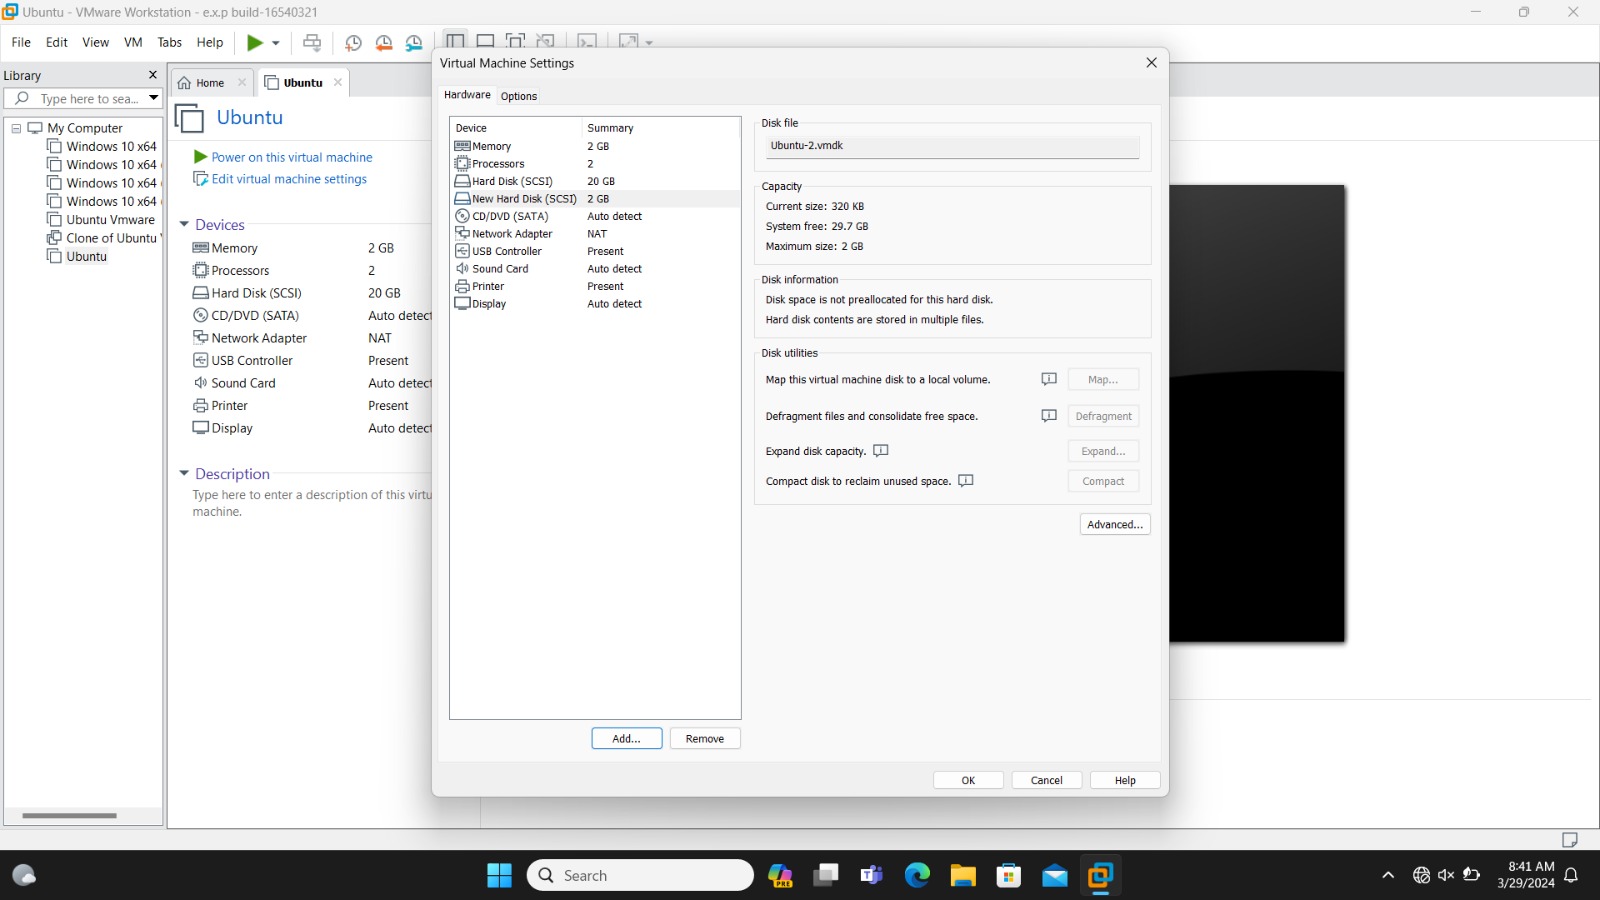 Ubuntu - VMware Workstation - e.x.p build-16540321
File Edit View VM Tabs Help
Library
Type here to sea...
My Computer
Windows 10 x64
Windows 10 x64
Windows 10 x64
Windows 10 x64
Ubuntu Vmware
Clone of Ubuntu
Ubuntu
Home
Ubuntu
Ubuntu
Power on this virtual machine
Edit virtual machine settings
Devices
Memory 2 GB
Processors 2
Hard Disk (SCSI) 20 GB
CD/DVD (SATA) Auto detect
Network Adapter NAT
USB Controller Present
Sound Card Auto detect
Printer Present
Display Auto detect
Description
Type here to enter a description of this virtu
machine.
Virtual Machine Settings
Hardware Options
Device Summary
Memory 2 GB
Processors 2
Hard Disk (SCSI) 20 GB
New Hard Disk (SCSI) 2 GB
CD/DVD (SATA) Auto detect
Network Adapter NAT
USB Controller Present
Sound Card Auto detect
Printer Present
Display Auto detect
Add... Remove
Disk file
Ubuntu-2.vmdk
Capacity
Current size: 320 KB
System free: 29.7 GB
Maximum size: 2 GB
Disk information
Disk space is not preallocated for this hard disk.
Hard disk contents are stored in multiple files.
Disk utilities
Map this virtual machine disk to a local volume. Map...
Defragment files and consolidate free space. Defragment
Expand disk capacity. Expand...
Compact disk to reclaim unused space. Compact
Advanced...
OK Cancel Help
Search
PRE
8:41 AM
3/29/2024